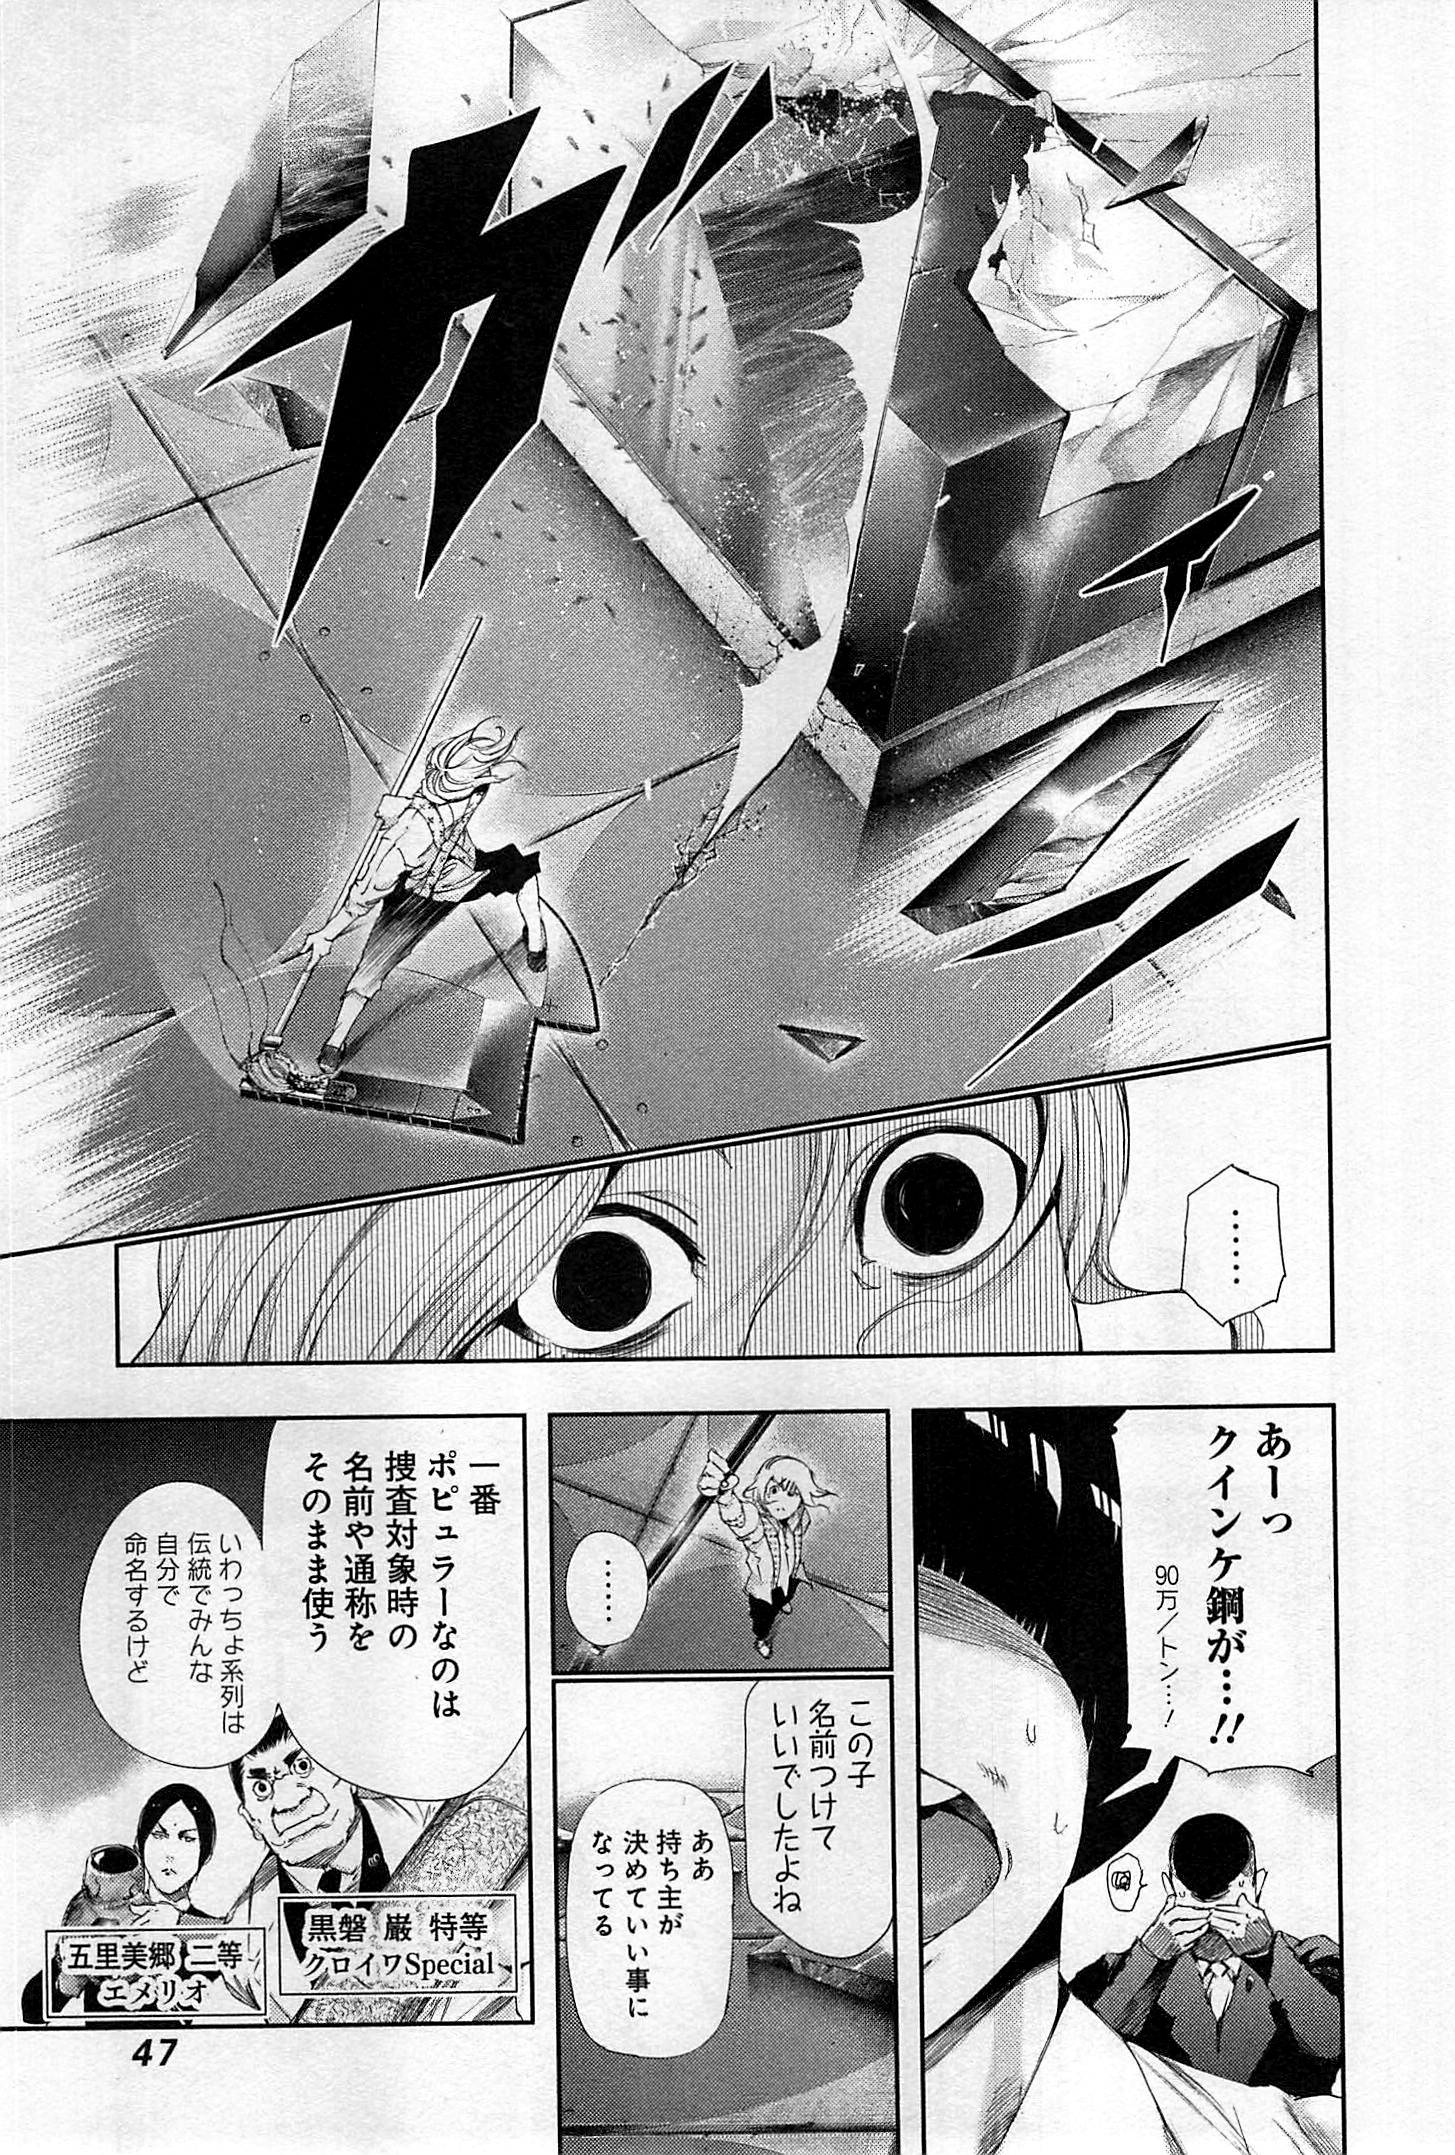 ガガッ
……
あーっ
クインケ鋼が…!!
90万／トン…!
……
この子
名前つけて
いいでしたよね
ああ
持ち主が
決めていい事に
なってる
一番
ポピュラーなのは
捜査対象時の
名前や通称を
そのまま使う
いわっちょ系列は
伝統でみんな
自分で
命名するけど
黒磐 巌 特等
クロイワSpecial
五里美郷 二等
エメリオ
47